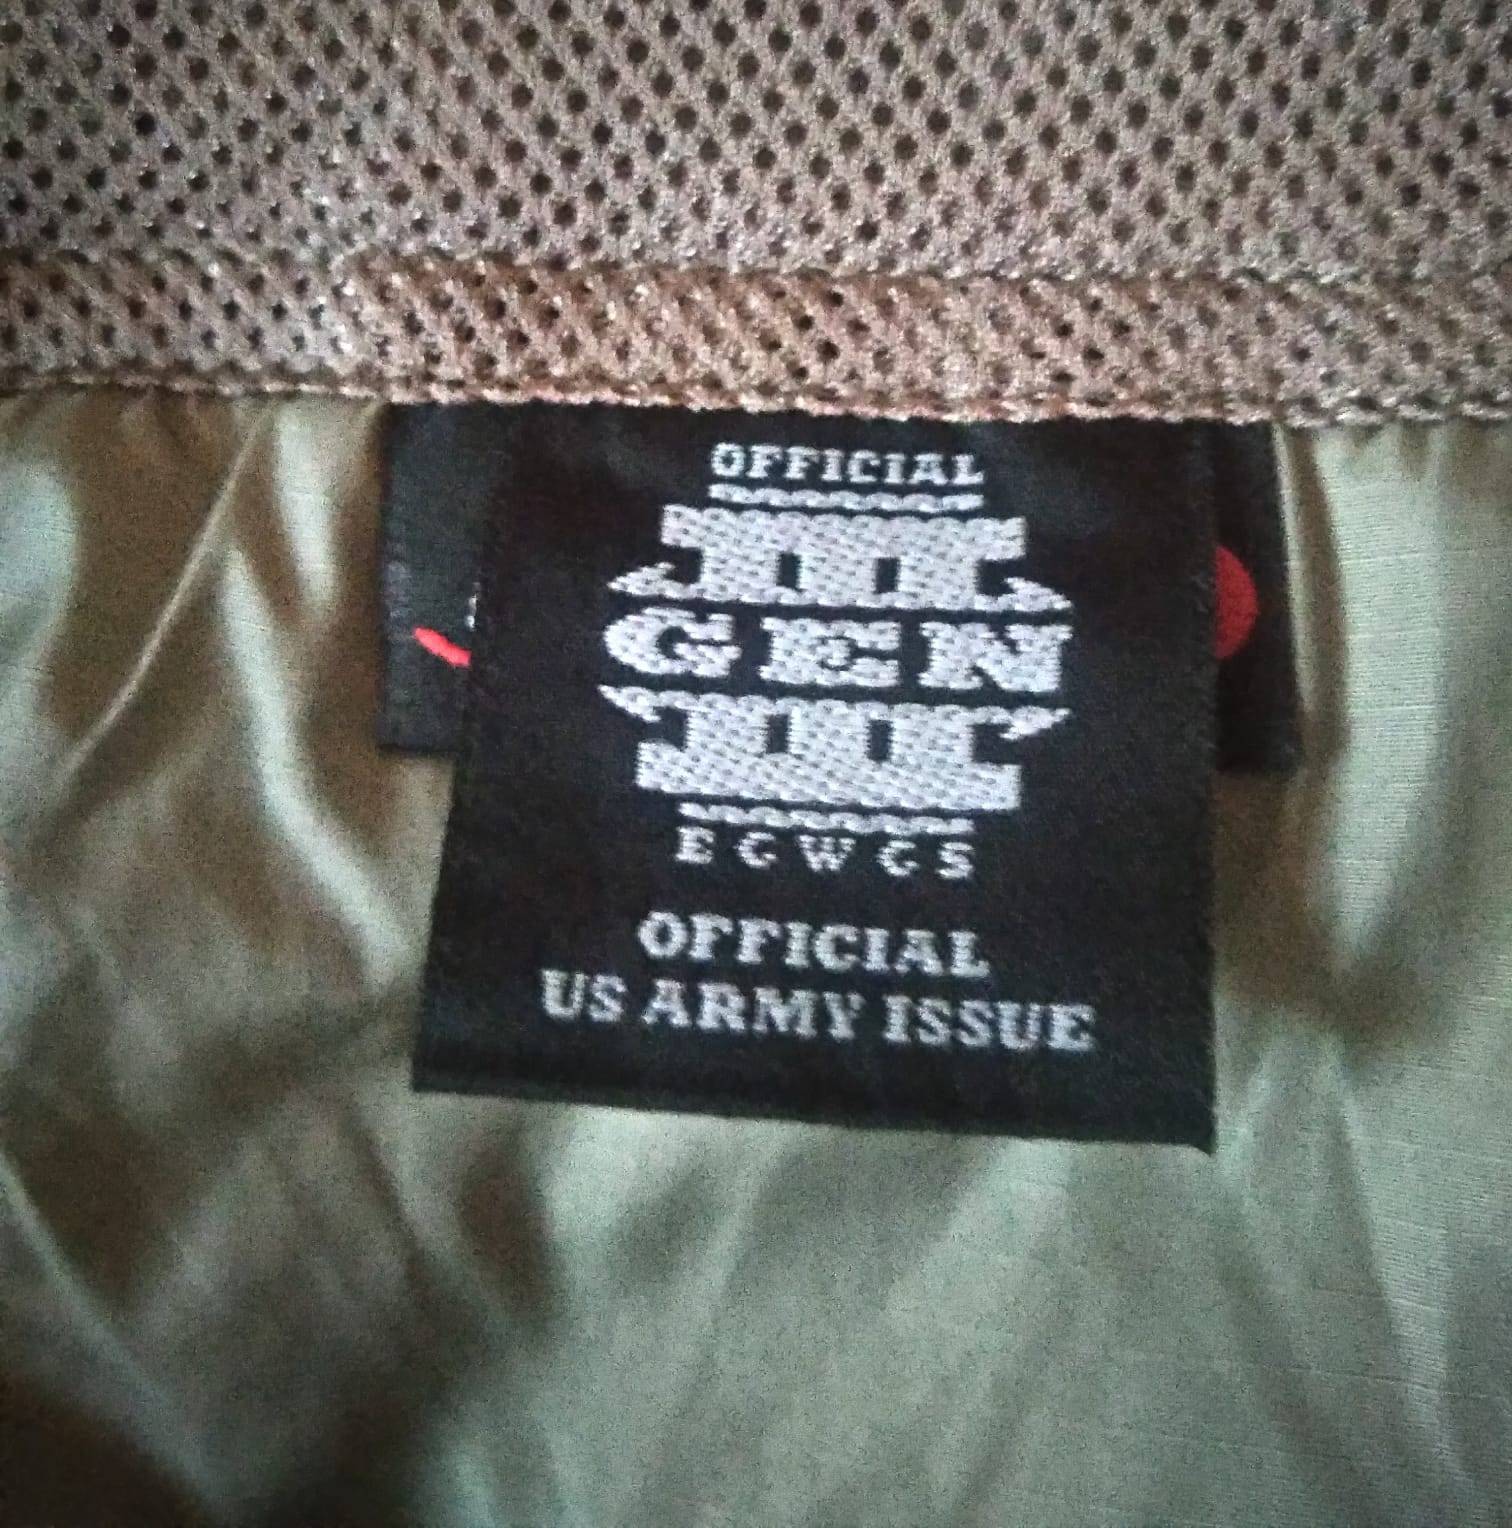 OFFICIAL
III
GEN
III
ECWCS
OFFICIAL
US ARMY ISSUE